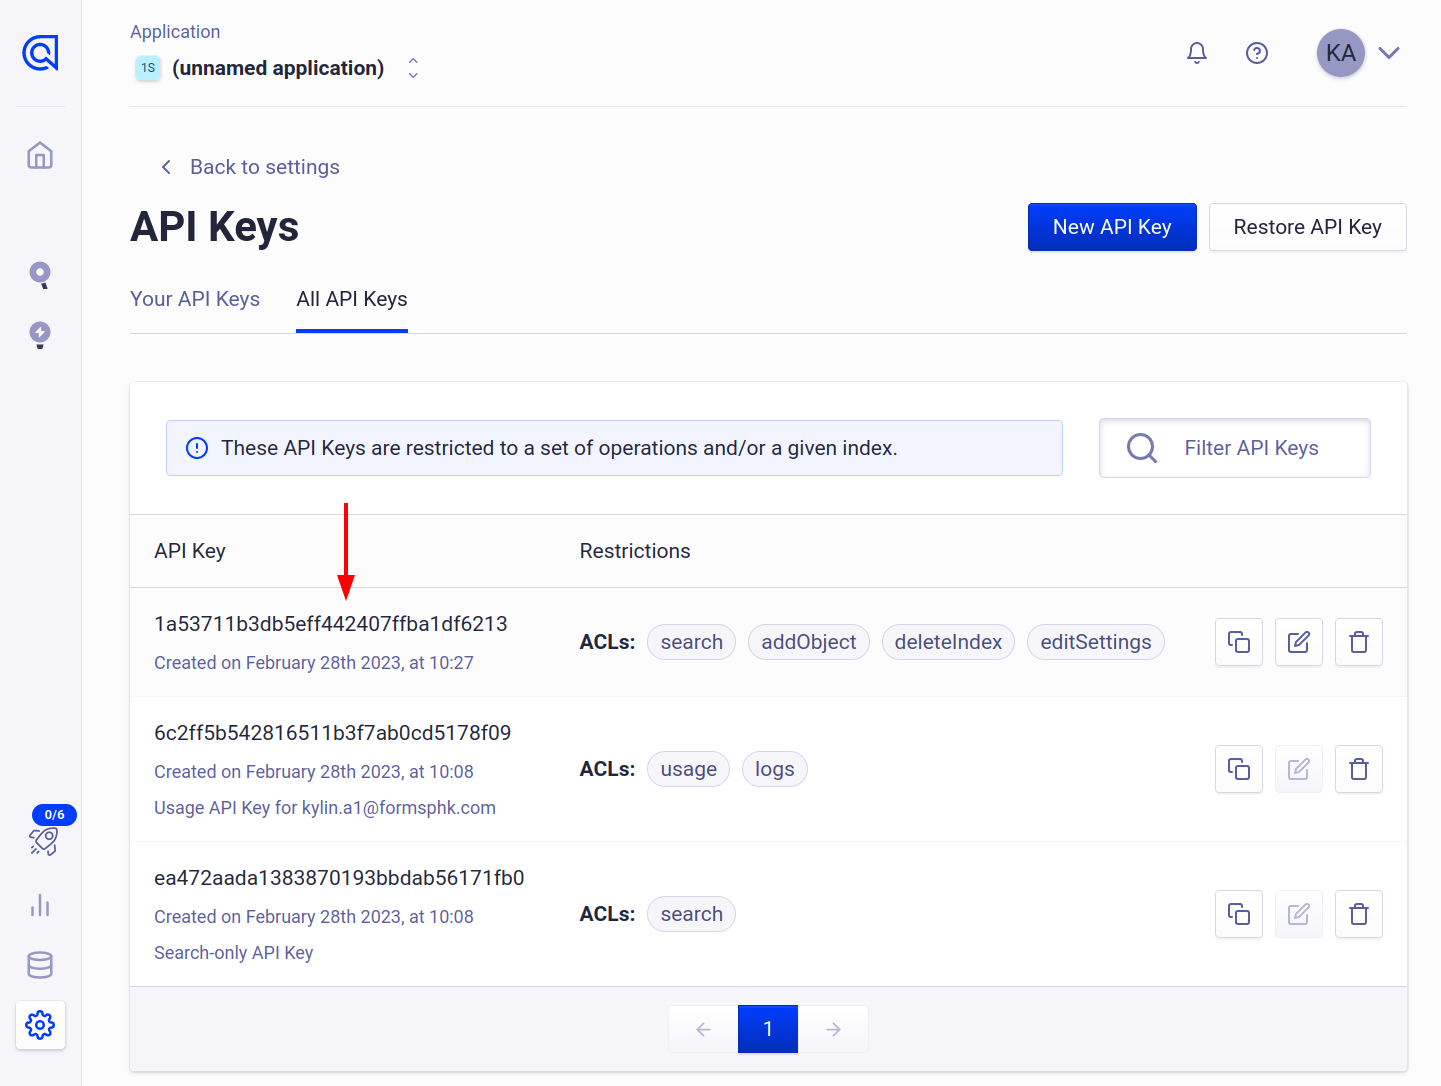 Application
1S
(unnamed application)
KA
Back to settings
API Keys
New API Key
Restore API Key
Your API Keys
All API Keys
These API Keys are restricted to a set of operations and/or a given index.
Filter API Keys
API Key
Restrictions
1a53711b3db5eff442407ffba1df6213
Created on February 28th 2023, at 10:27
ACLs: search addObject deleteIndex editSettings
6c2ff5b542816511b3f7ab0cd5178f09
Created on February 28th 2023, at 10:08
Usage API Key for kylin.a1@formsphk.com
ACLs: usage logs
ea472aada1383870193bbdab56171fb0
Created on February 28th 2023, at 10:08
Search-only API Key
ACLs: search
0/6
1